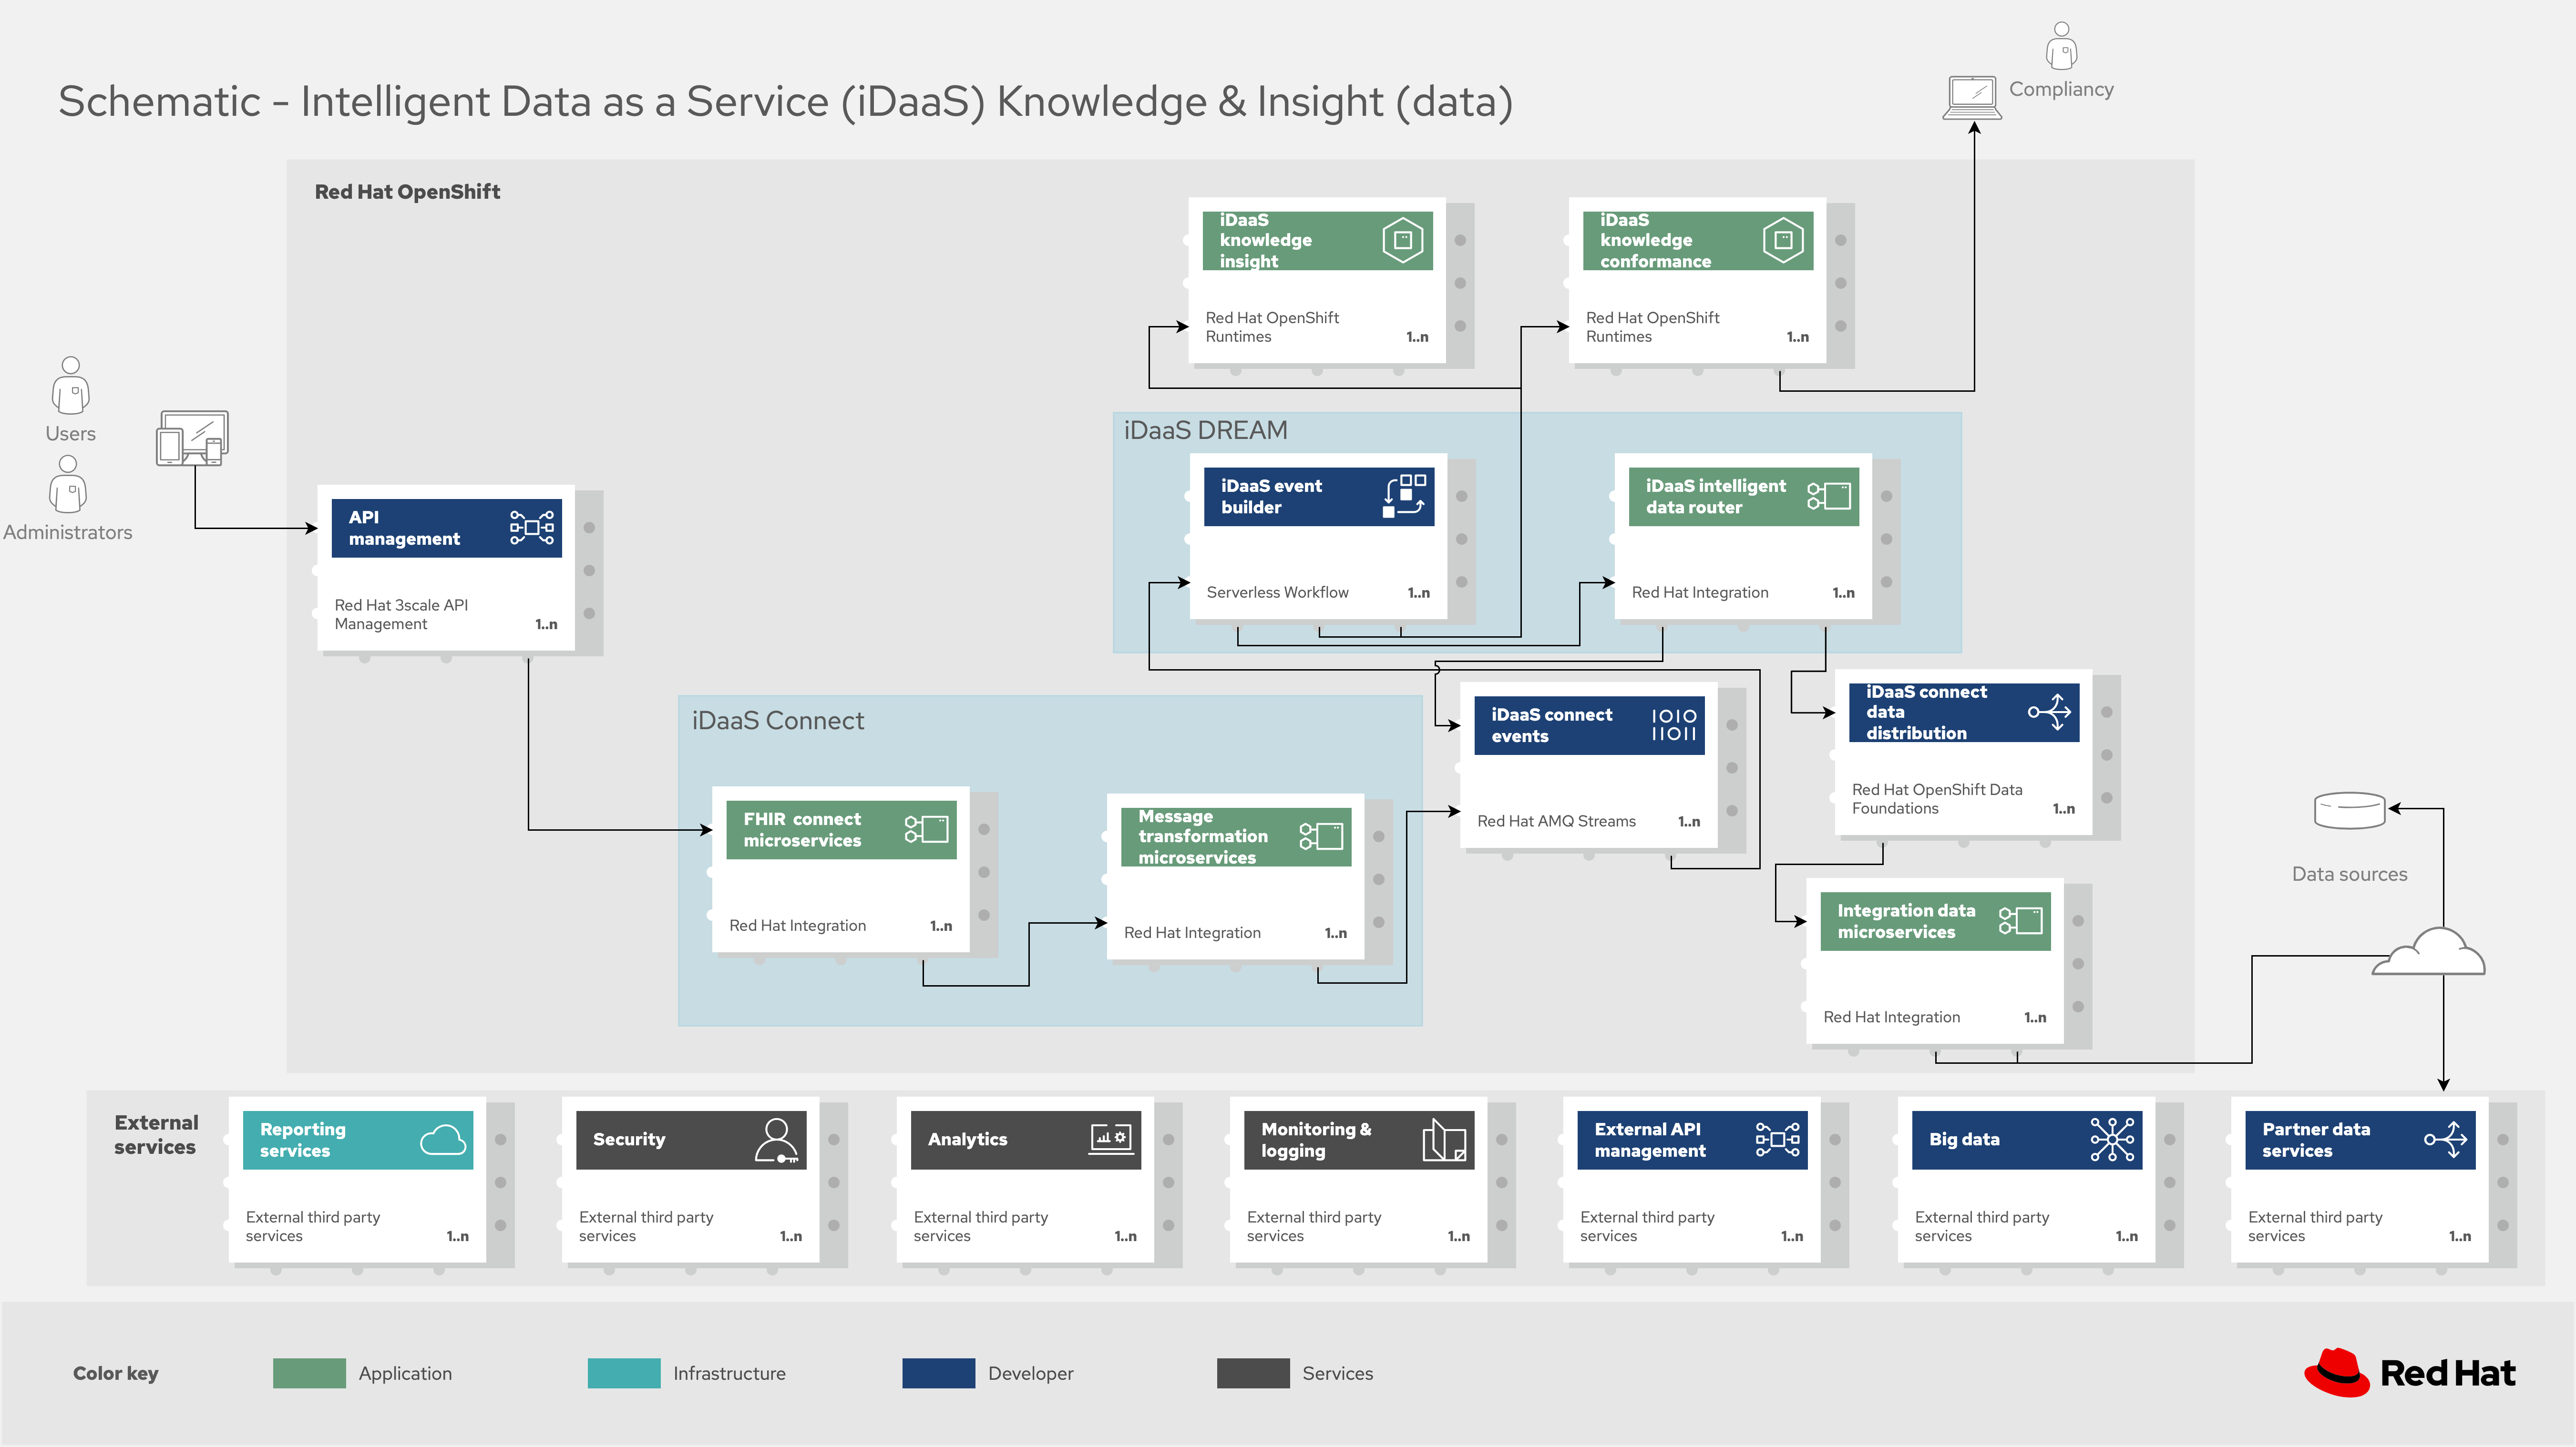 Schematic - Intelligent Data as a Service (iDaaS) Knowledge & Insight (data)
Compliancy
Red Hat OpenShift
iDaaS
knowledge
insight
Red Hat OpenShift
Runtimes
1..n
iDaaS
knowledge
conformance
Red Hat OpenShift
Runtimes
1..n
Users
Administrators
API
management
Red Hat 3scale API
Management
1..n
iDaaS DREAM
iDaaS event
builder
Serverless Workflow
1..n
iDaaS intelligent
data router
Red Hat Integration
1..n
iDaaS Connect
FHIR connect
microservices
Red Hat Integration
1..n
Message
transformation
microservices
Red Hat Integration
1..n
iDaaS connect
events
IOIO
IIOII
Red Hat AMQ Streams
1..n
iDaaS connect
data
distribution
Red Hat OpenShift Data
Foundations
1..n
Integration data
microservices
Red Hat Integration
1..n
Data sources
External
services
Reporting
services
External third party
services
1..n
Security
External third party
services
1..n
Analytics
External third party
services
1..n
Monitoring &
logging
External third party
services
1..n
External API
management
External third party
services
1..n
Big data
External third party
services
1..n
Partner data
services
External third party
services
1..n
Color key
Application
Infrastructure
Developer
Services
Red Hat